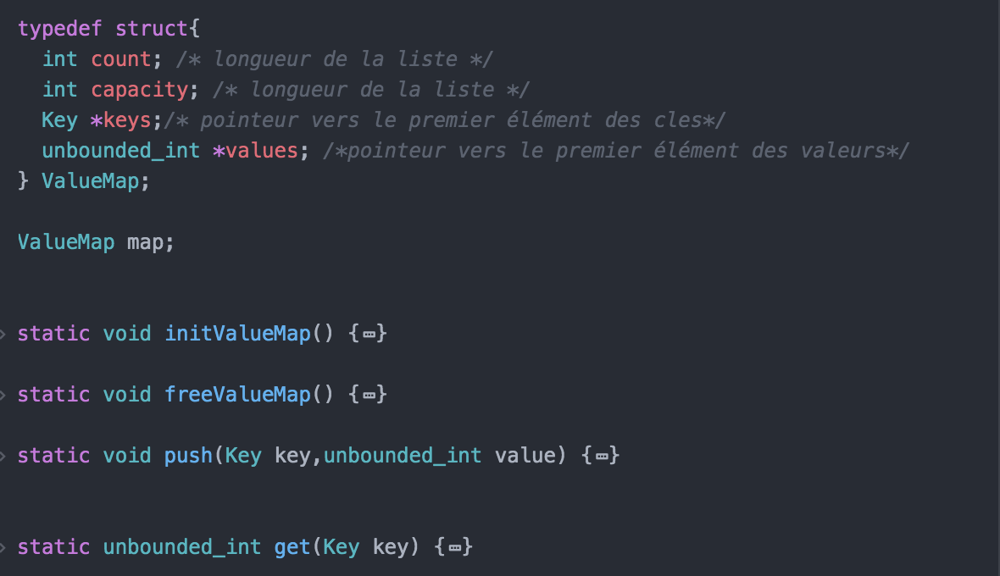 typedef struct{
int count; /* longueur de la liste */
int capacity; /* longueur de la liste */
Key *keys;/* pointeur vers le premier élément des cles*/
unbounded_int *values; /*pointeur vers le premier élément des valeurs*/
} ValueMap;
ValueMap map;
static void initValueMap() {…}
static void freeValueMap() {…}
static void push(Key key,unbounded_int value) {…}
static unbounded_int get(Key key) {…}